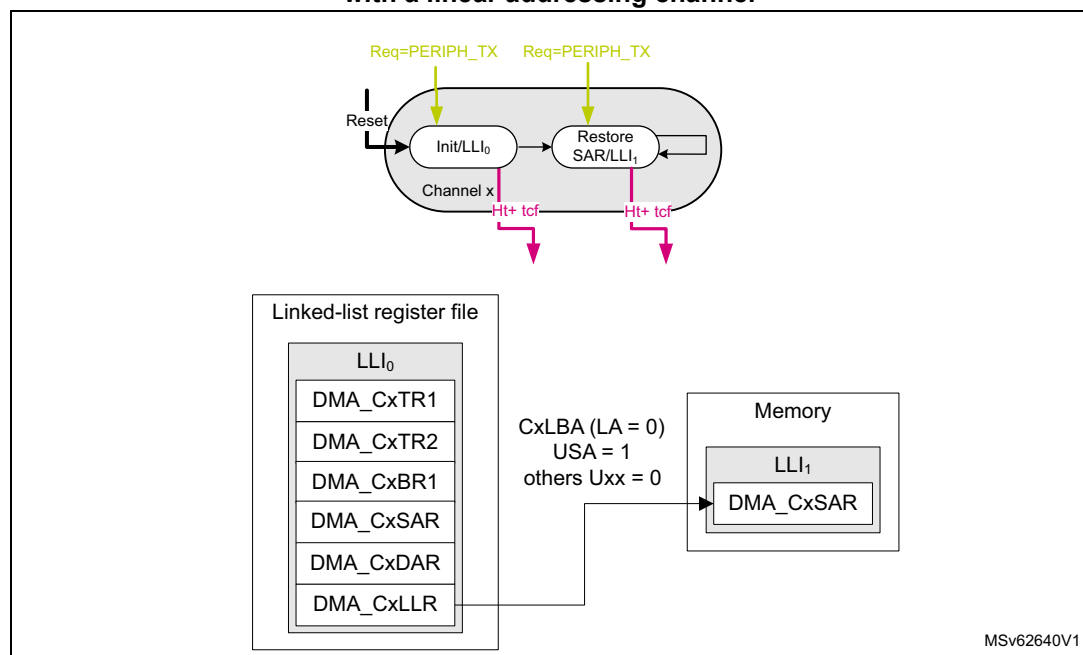 with a linear addressing channel
Req=PERIPH_TX Req=PERIPH_TX
Reset
Init/LLI₀
Restore
SAR/LLI₁
Channel x
Ht+ tcf
Ht+ tcf
Linked-list register file
LLI₀
DMA_CxTR1
DMA_CxTR2
DMA_CxBR1
DMA_CxSAR
DMA_CxDAR
DMA_CxLLR
CxLBA (LA = 0)
USA = 1
others Uxx = 0
Memory
LLI₁
DMA_CxSAR
MSv62640V1